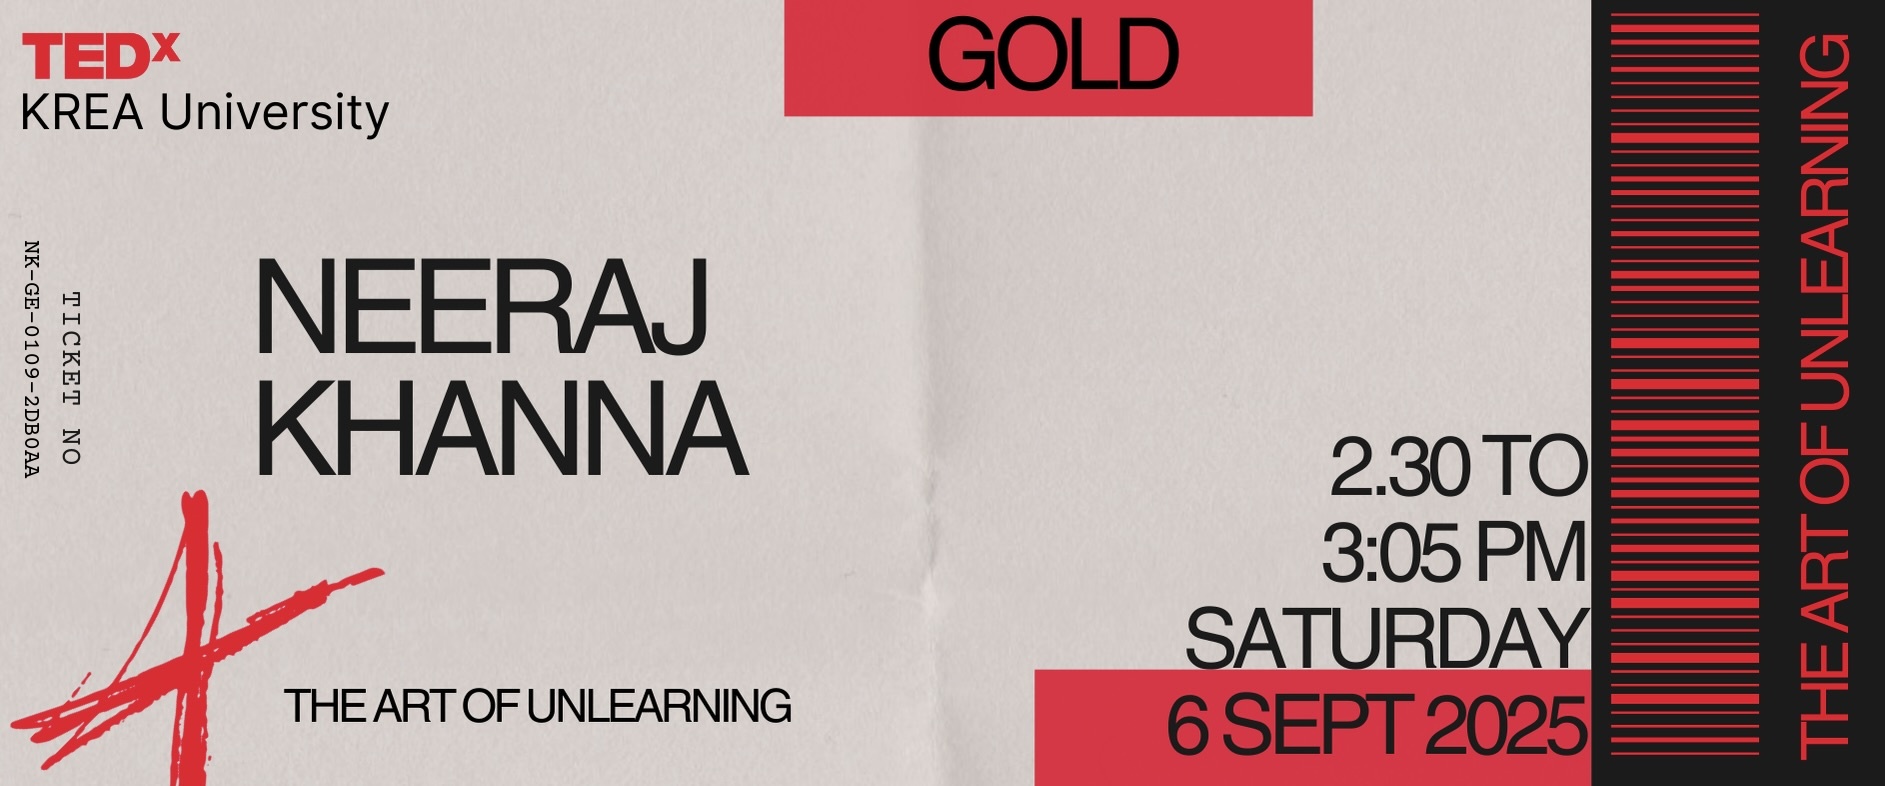 TEDx
KREA University
GOLD
NK-GE-0109-2DB0AA
TICKET NO
NEERAJ
KHANNA
THE ART OF UNLEARNING
2.30 TO
3:05 PM
SATURDAY
6 SEPT 2025
THE ART OF UNLEARNING